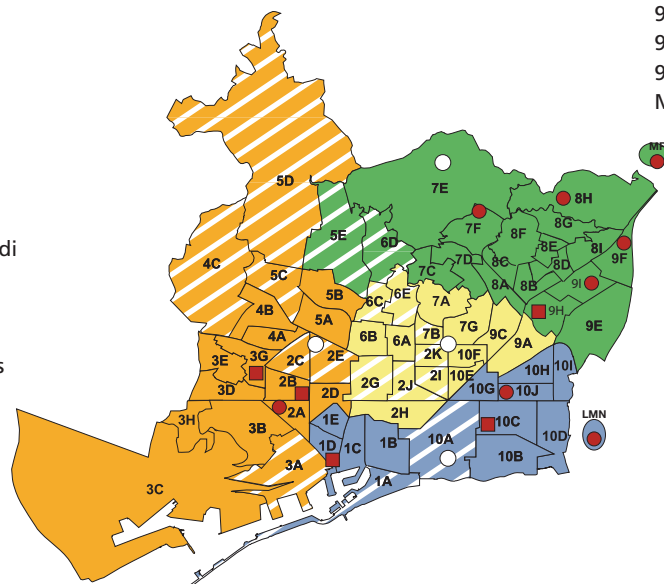 9
9
9
M
MR
8H
7E
5D
7F
8G
8F
5E
6D
8E
8I
9F
di
7D
8C
8D
4C
7C
5C
8A
8B
9I
6E
5B
6C
7A
4B
9H
5A
7G
9E
4A
6B
6A
7B
9C
9A
3E
3G
2C
2E
2K
10F
10H
10I
s
2I
10E
3D
2B
2G
2J
10G
10J
2A
2D
2H
3H
1E
LMN
3B
10C
1D
1C
1B
10A
10D
3A
10B
3C
1A